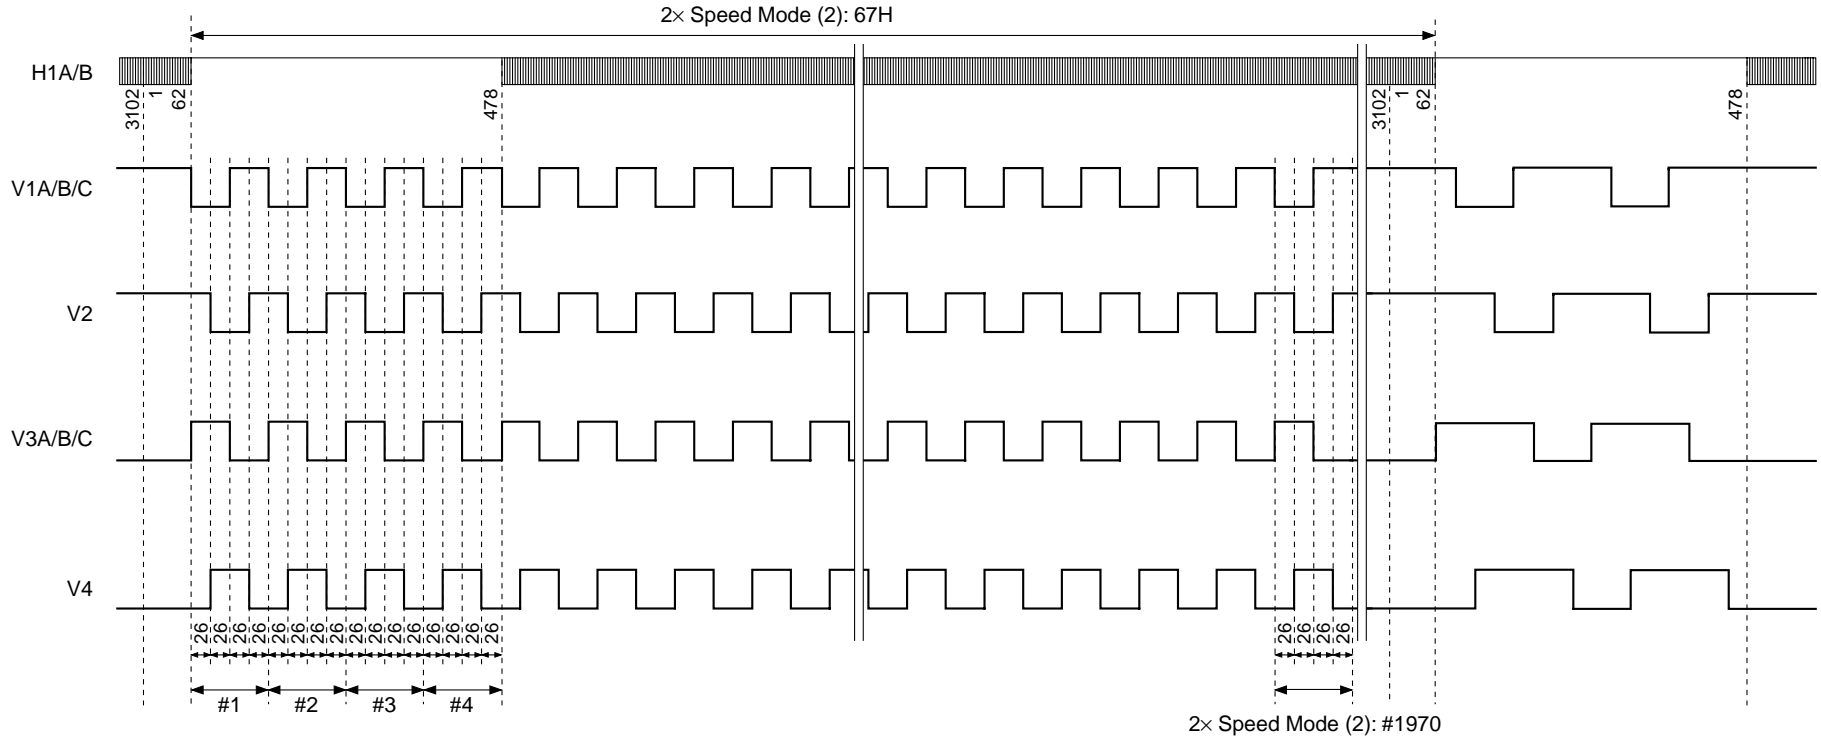 2× Speed Mode (2): 67H
H1A/B
3102
1
62
478
3102
1
62
478
V1A/B/C
V2
V3A/B/C
V4
26 26 26 26 26 26 26 26 26 26 26 26 26 26 26 26
26 26 26 26
#1 #2 #3 #4
2× Speed Mode (2): #1970